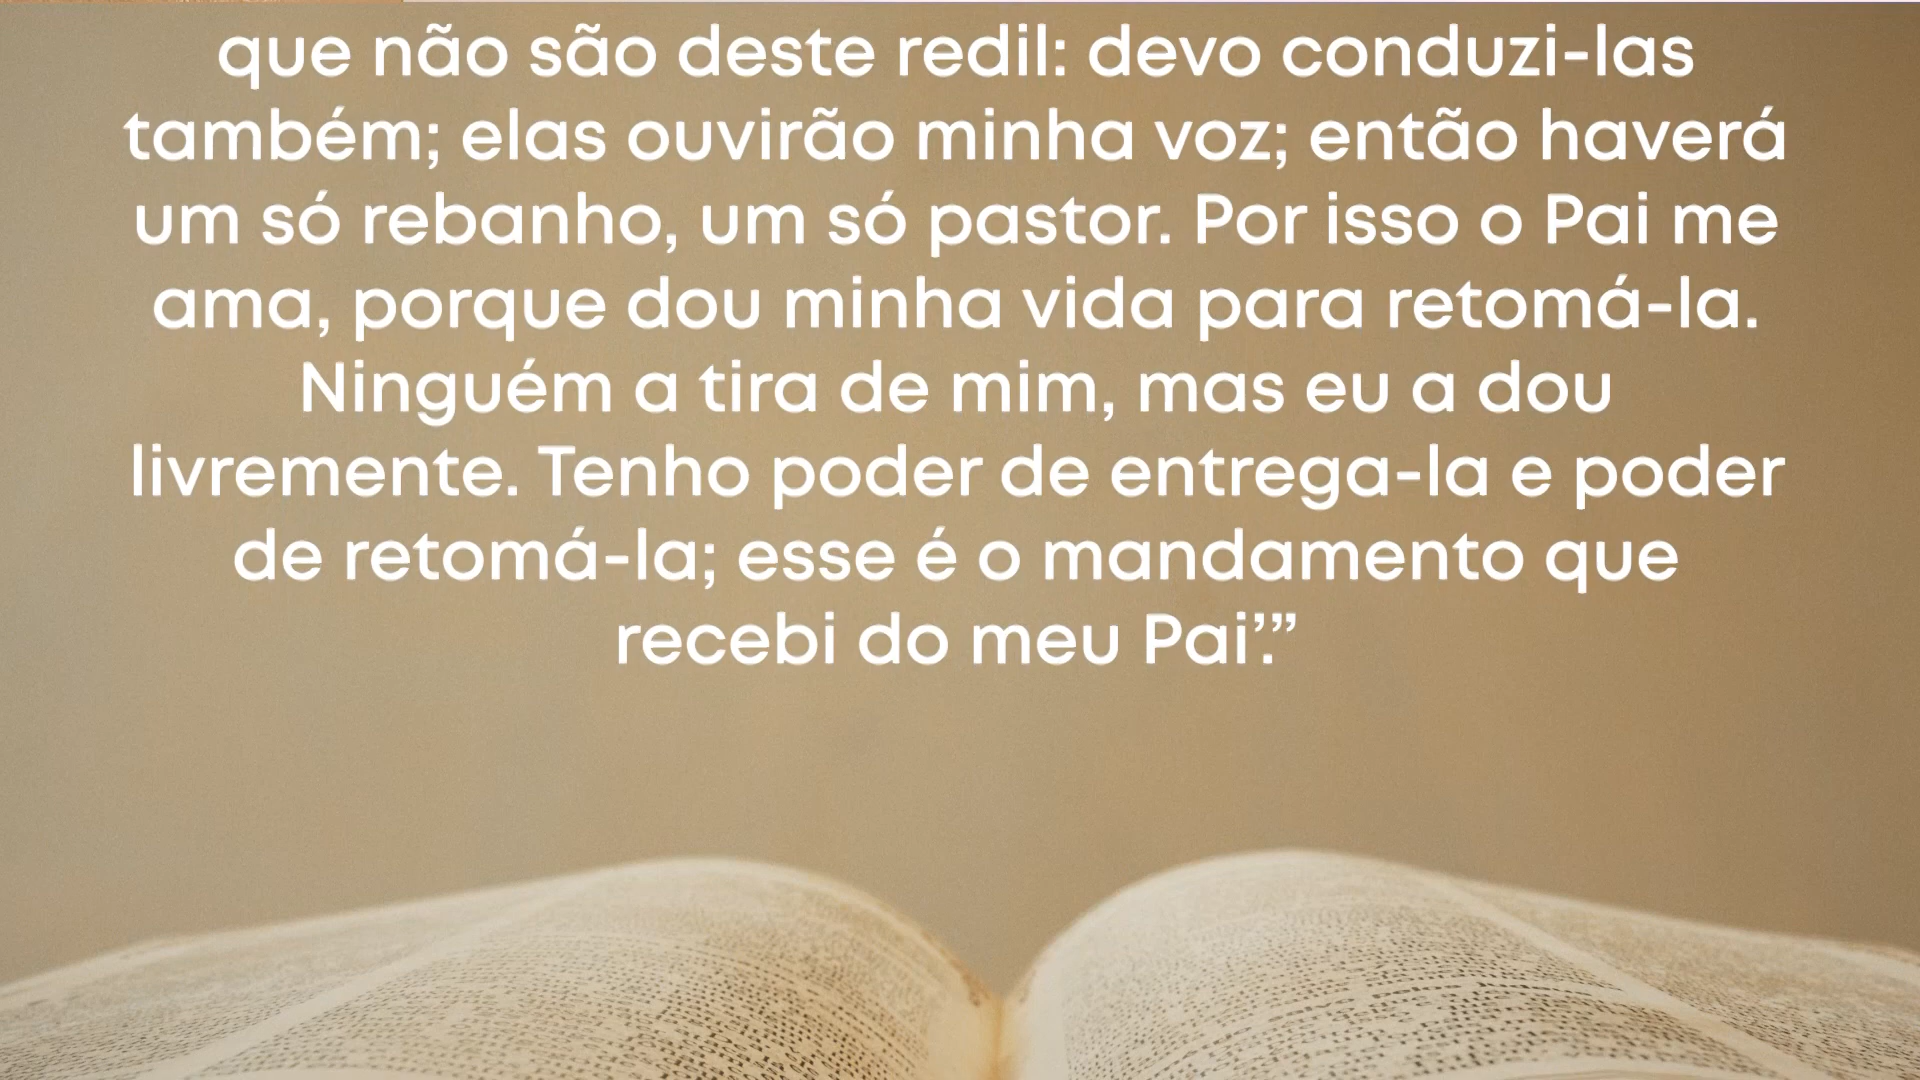 que não são deste redil: devo conduzi-las
também; elas ouvirão minha voz; então haverá
um só rebanho, um só pastor. Por isso o Pai me
ama, porque dou minha vida para retomá-la.
Ninguém a tira de mim, mas eu a dou
livremente. Tenho poder de entrega-la e poder
de retomá-la; esse é o mandamento que
recebi do meu Pai’.”